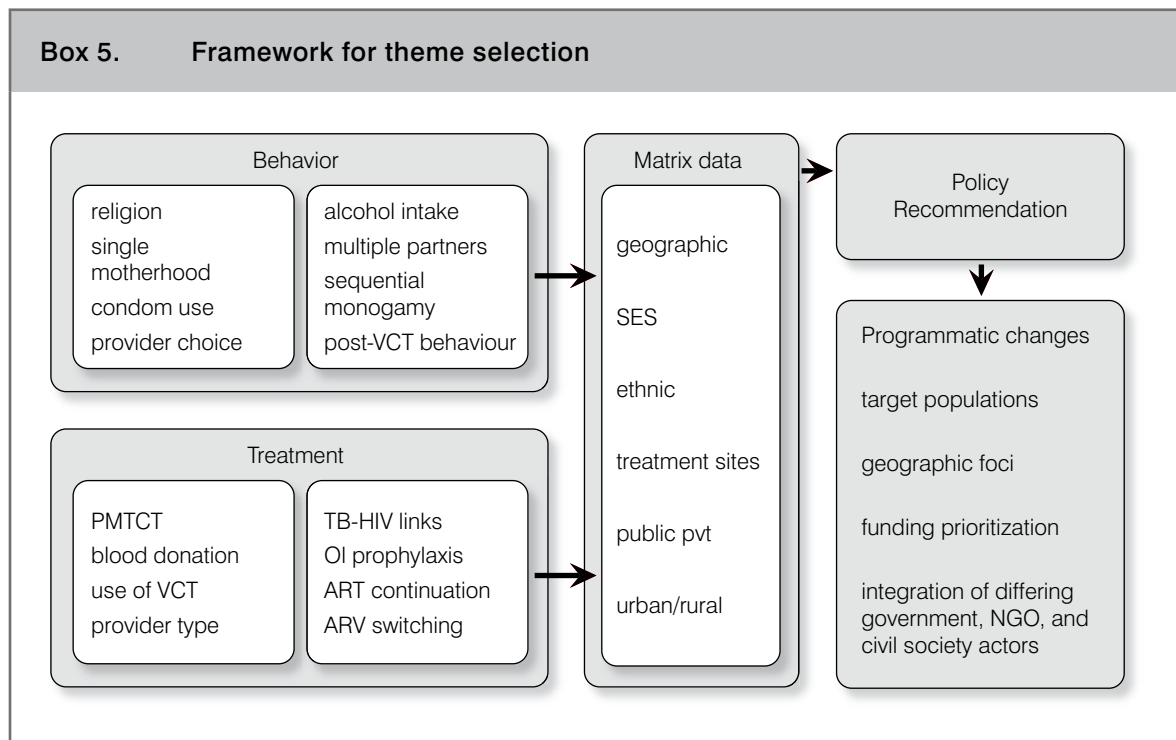 Box 5. Framework for theme selection
Behavior
religion
single
motherhood
condom use
provider choice
alcohol intake
multiple partners
sequential
monogamy
post-VCT behaviour
Treatment
PMTCT
blood donation
use of VCT
provider type
TB-HIV links
OI prophylaxis
ART continuation
ARV switching
Matrix data
geographic
SES
ethnic
treatment sites
public pvt
urban/rural
Policy
Recommendation
Programmatic changes
target populations
geographic foci
funding prioritization
integration of differing
government, NGO, and
civil society actors